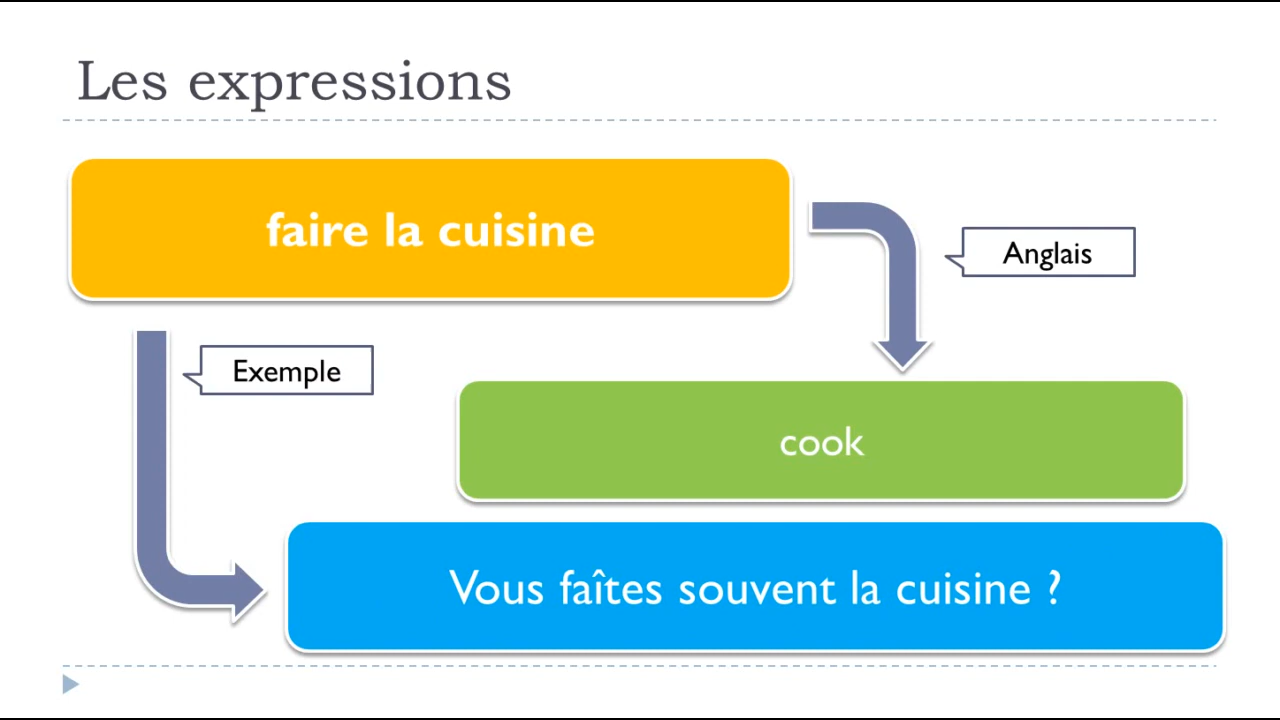 Les expressions
faire la cuisine
Anglais
Exemple
cook
Vous faîtes souvent la cuisine ?